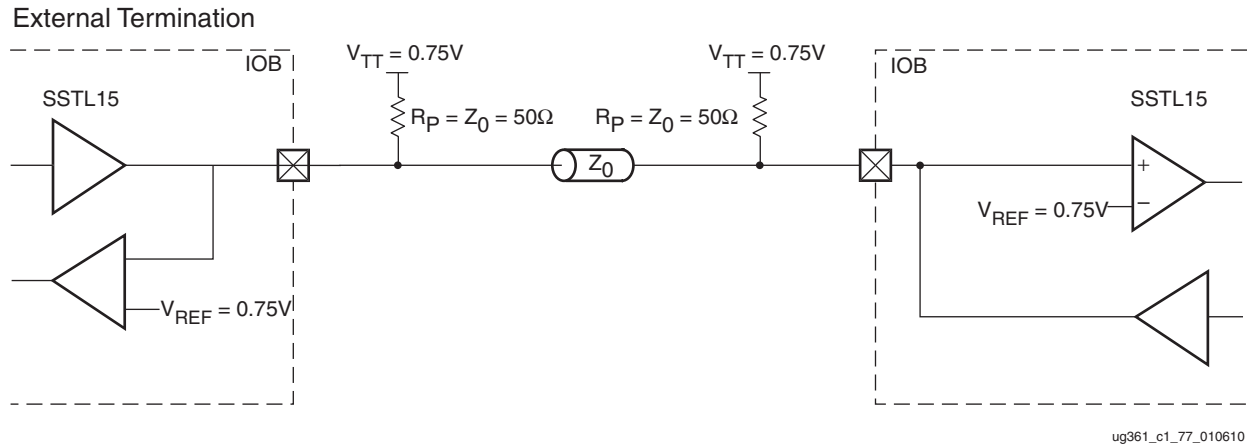 External Termination
IOB
SSTL15
V_TT = 0.75V
R_P = Z_0 = 50Ω
V_TT = 0.75V
R_P = Z_0 = 50Ω
IOB
SSTL15
Z_0
+
V_REF = 0.75V
−
V_REF = 0.75V
ug361_c1_77_010610